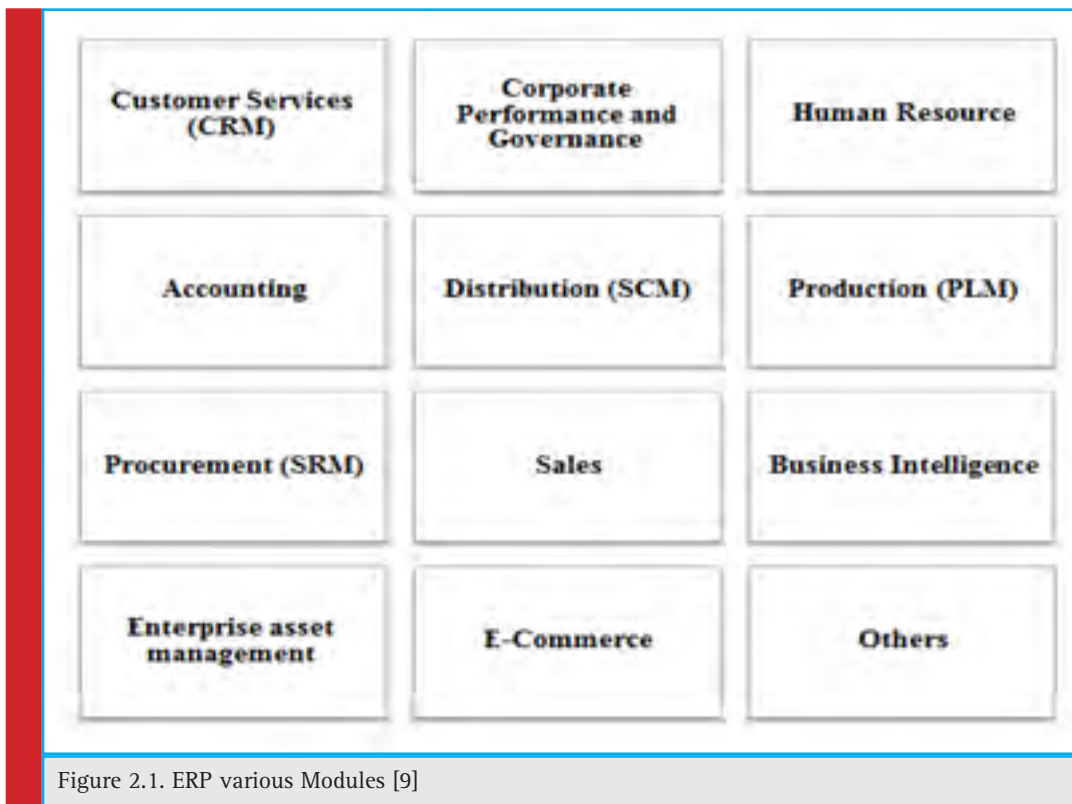 Customer Services
(CRM)
Corporate
Performance and
Governance
Human Resource
Accounting
Distribution (SCM)
Production (PLM)
Procurement (SRM)
Sales
Business Intelligence
Enterprise asset
management
E-Commerce
Others
Figure 2.1. ERP various Modules [9]